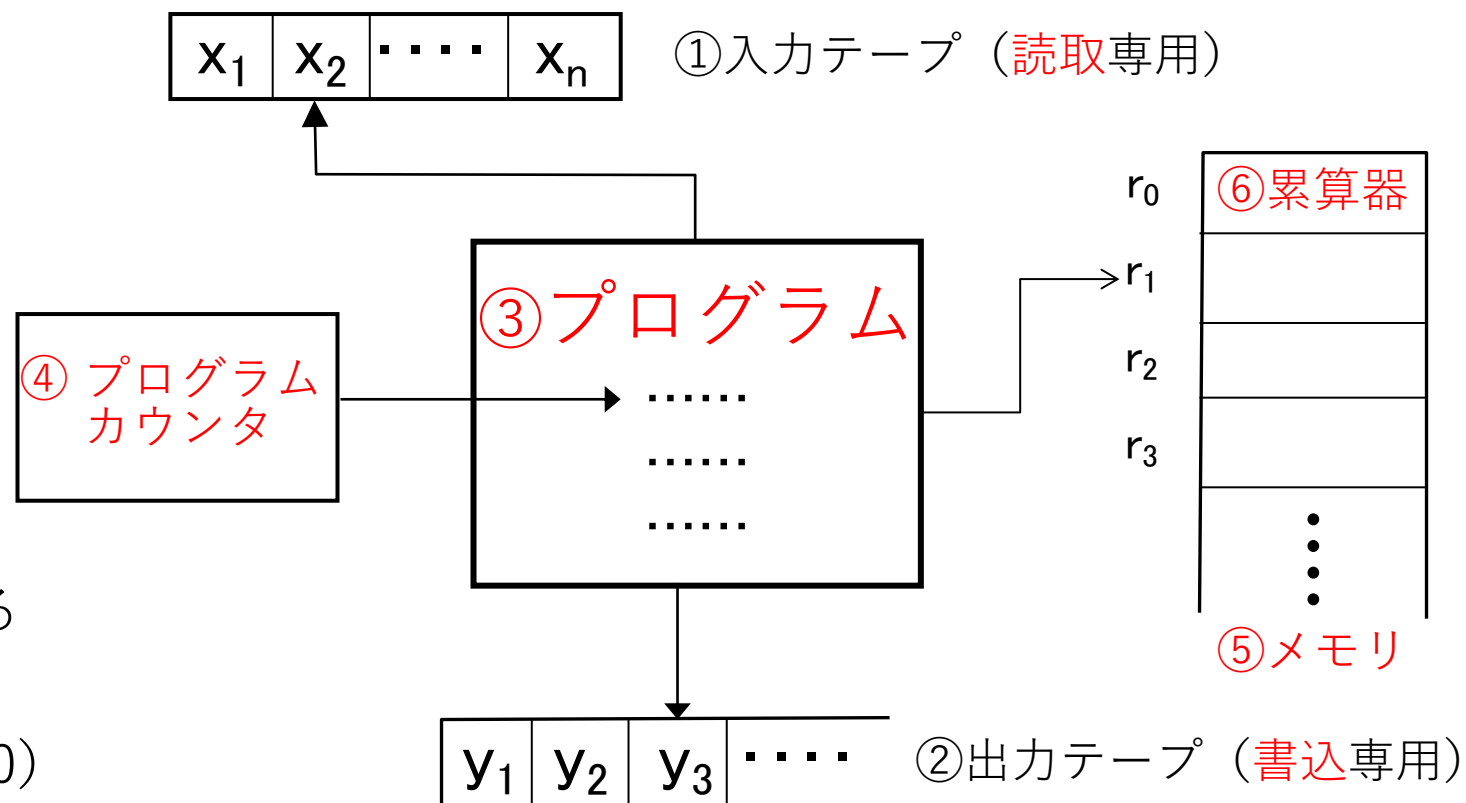 x1 x2 ···· xn ①入力テープ（読取専用）
r0 ⑥累算器
r1
r2
r3
③プログラム
④ プログラム
カウンタ
······
······
······
る
⑤メモリ
0)
y1 y2 y3 ···· ②出力テープ（書込専用）